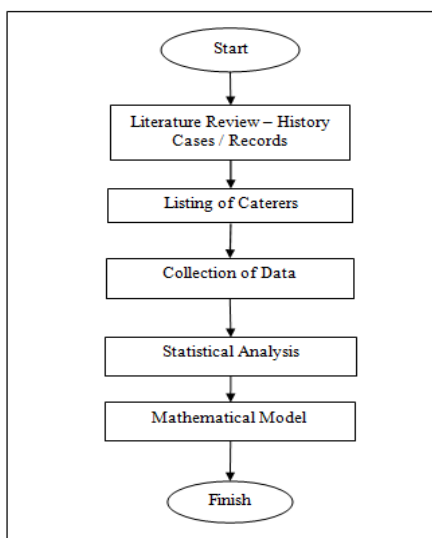 Start
Literature Review – History
Cases / Records
Listing of Caterers
Collection of Data
Statistical Analysis
Mathematical Model
Finish